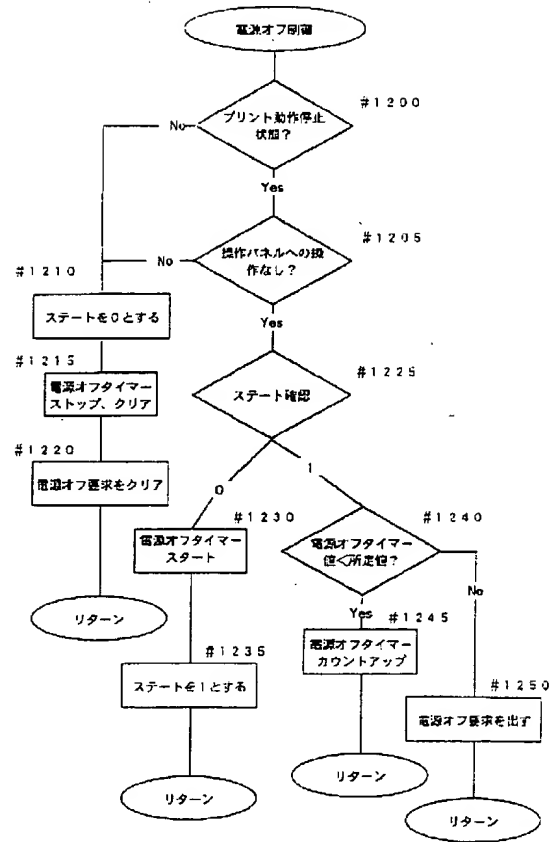 電源オフ制御
#1200
プリント動作停止
状態?
No
Yes
#1205
操作パネルへの操
作なし?
No
Yes
#1210
ステートを0とする
#1215
電源オフタイマー
ストップ、クリア
#1220
電源オフ要求をクリア
リターン
#1225
ステート確認
0
1
#1230
電源オフタイマー
スタート
#1235
ステートを1とする
リターン
#1240
電源オフタイマー
値<所定値?
Yes
No
#1245
電源オフタイマー
カウントアップ
リターン
#1250
電源オフ要求を出す
リターン